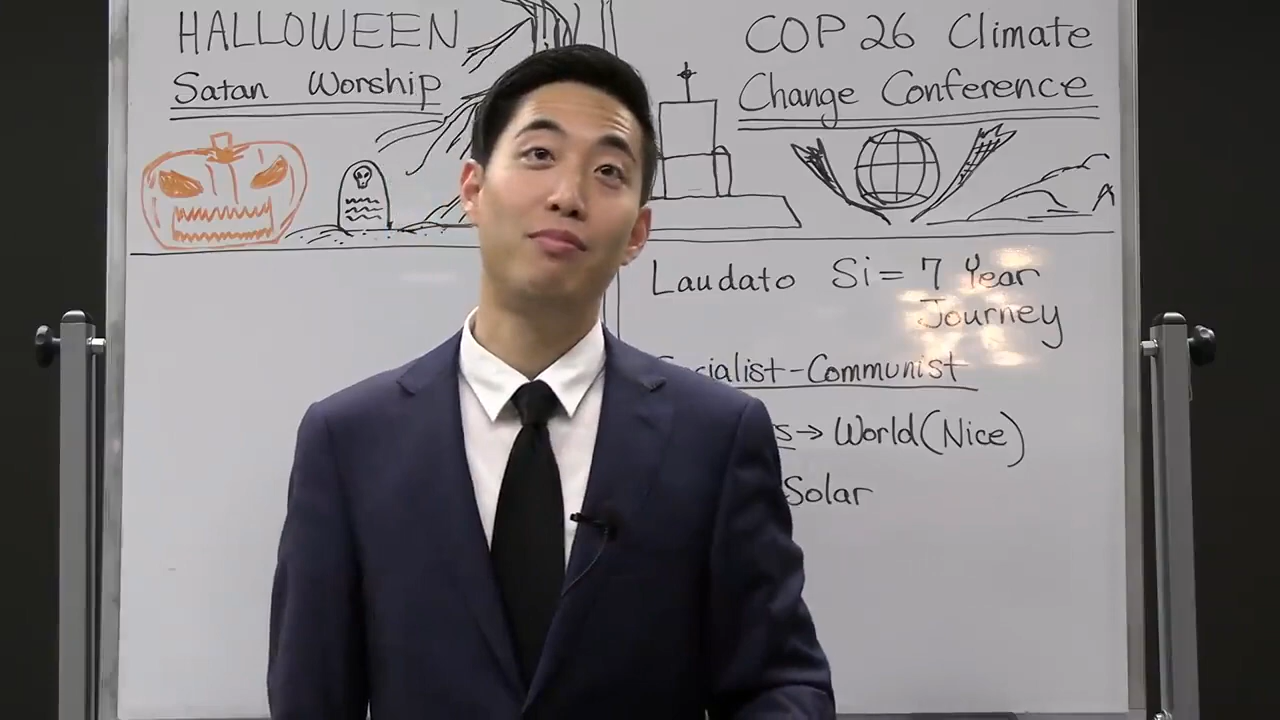 HALLOWEEN
Satan Worship
COP 26 Climate
Change Conference
Laudato Si = 7 Year
Journey
Socialist-Communist
→ World (Nice)
Solar